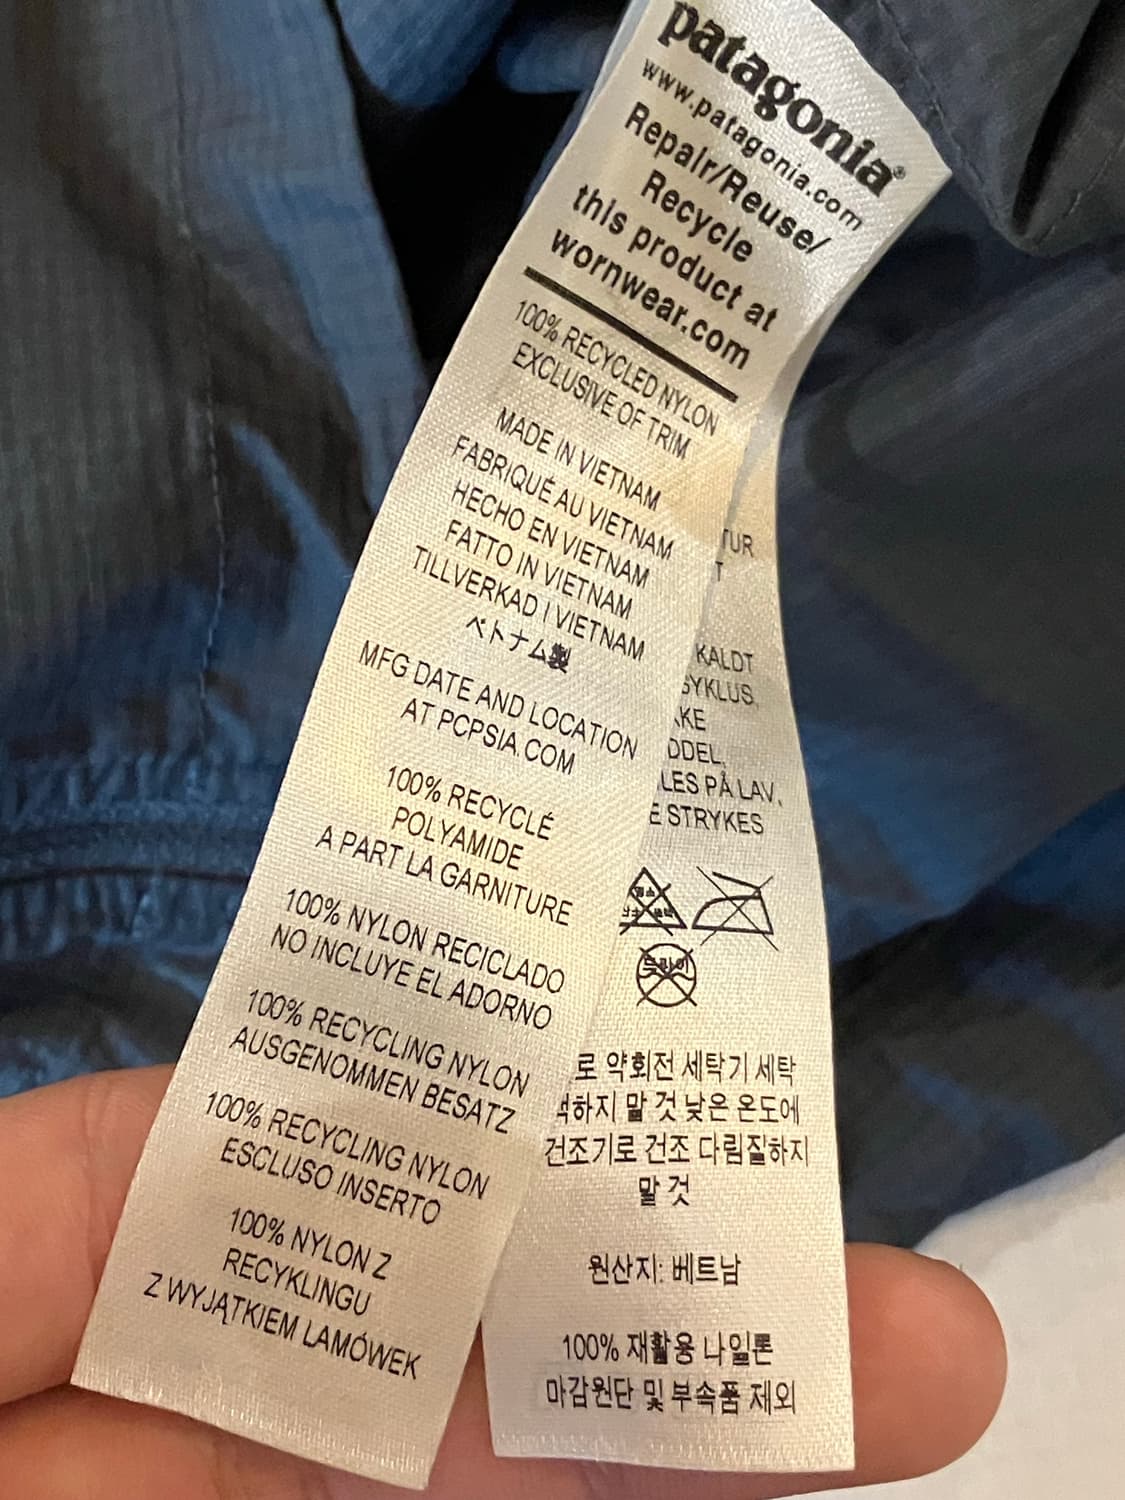 patagonia®
www.patagonia.com
Repair/Reuse/
Recycle
this product at
wornwear.com
100% RECYCLED NYLON
EXCLUSIVE OF TRIM
MADE IN VIETNAM
FABRIQUÉ AU VIETNAM
HECHO EN VIETNAM
FATTO IN VIETNAM
TILLVERKAD I VIETNAM
ベトナム製
MFG DATE AND LOCATION
AT PCPSIA.COM
100% RECYCLÉ
POLYAMIDE
A PART LA GARNITURE
100% NYLON RECICLADO
NO INCLUYE EL ADORNO
100% RECYCLING NYLON
AUSGENOMMEN BESATZ
100% RECYCLING NYLON
ESCLUSO INSERTO
100% NYLON Z
RECYKLINGU
Z WYJĄTKIEM LAMÓWEK
KALDT
LES PÅ LAV,
STRYKES
드라이
로 약회전 세탁기 세탁
하지 말 것 낮은 온도에
건조기로 건조 다림질하지
말 것
원산지: 베트남
100% 재활용 나일론
마감원단 및 부속품 제외